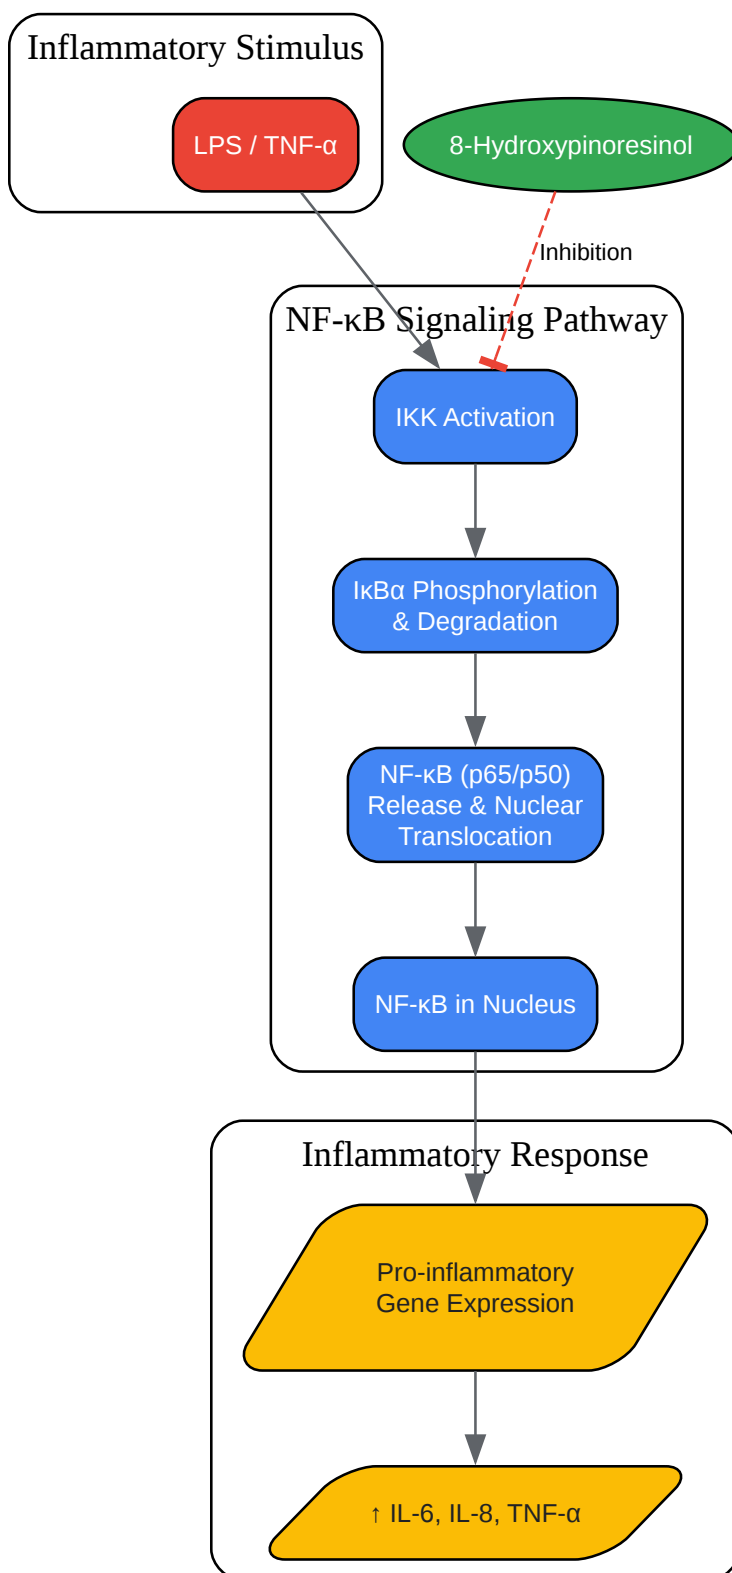 Inflammatory Stimulus
LPS / TNF-α
8-Hydroxypinoresinol
Inhibition
NF-κB Signaling Pathway
IKK Activation
IκBα Phosphorylation
& Degradation
NF-κB (p65/p50)
Release & Nuclear
Translocation
NF-κB in Nucleus
Inflammatory Response
Pro-inflammatory
Gene Expression
↑ IL-6, IL-8, TNF-α